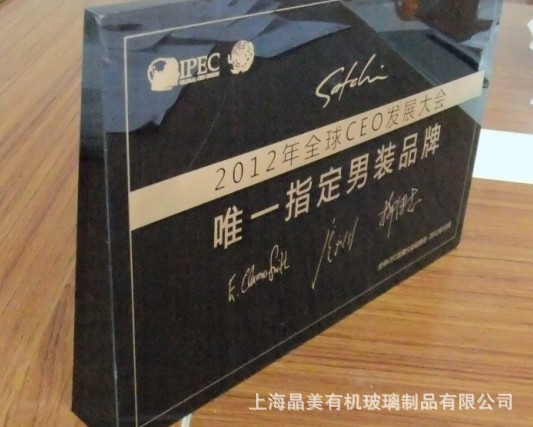 IPEC
Satchi
2012年全球CEO发展大会
唯一指定男装品牌
上海晶美有机玻璃制品有限公司